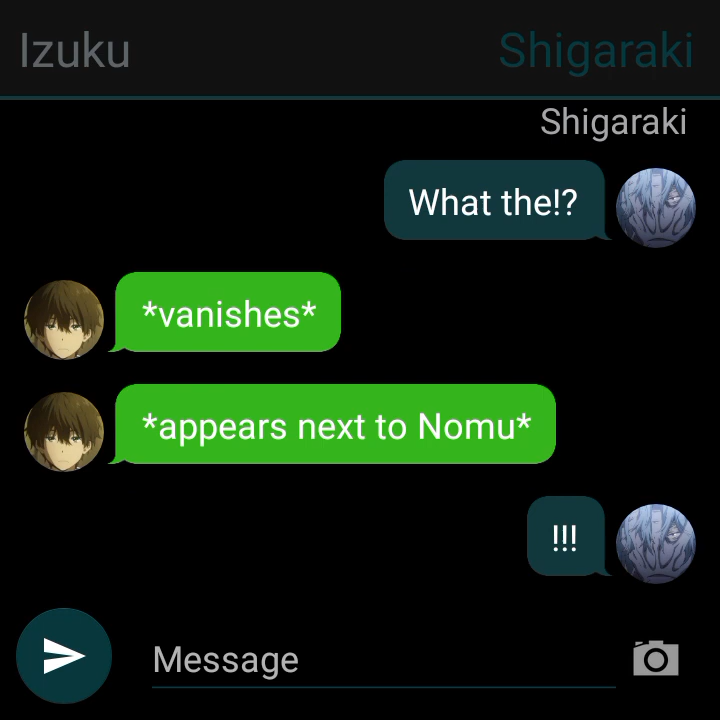 Izuku
Shigaraki
Shigaraki
What the!?
*vanishes*
*appears next to Nomu*
!!!
Message